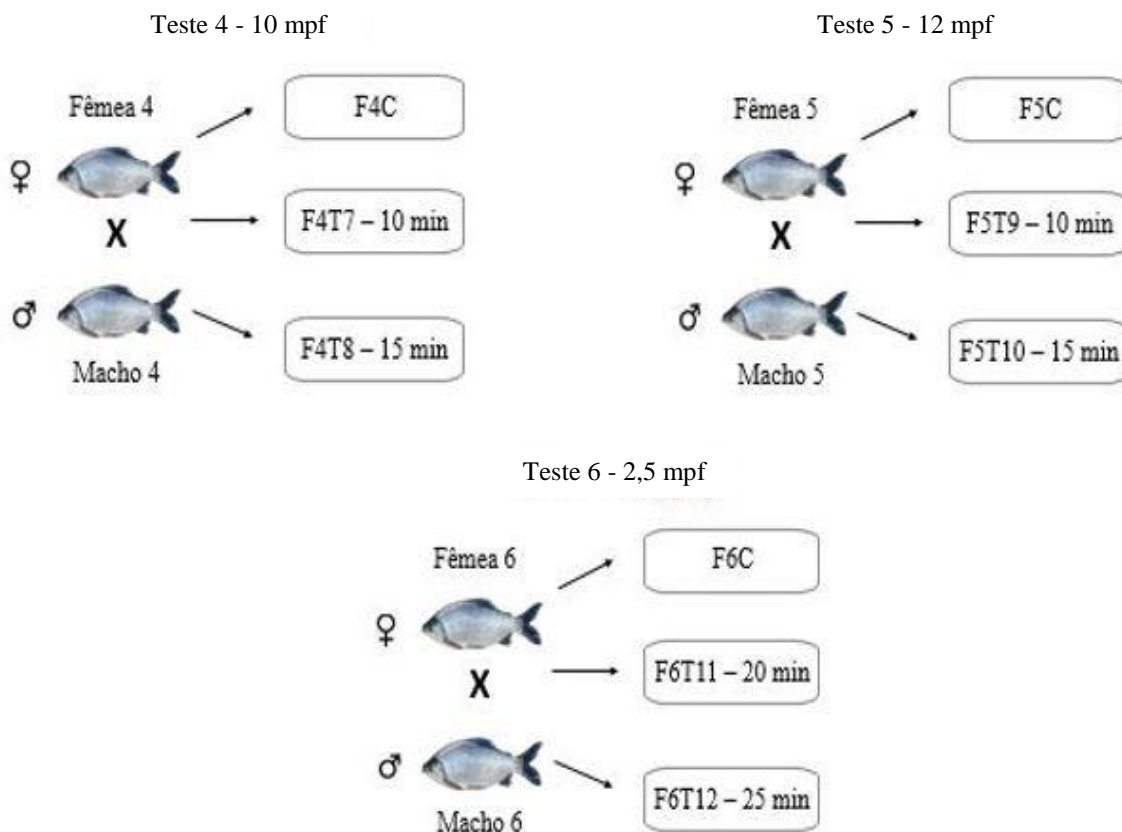 Teste 4 - 10 mpf
Fêmea 4
F4C
♀
X
F4T7 – 10 min
♂
F4T8 – 15 min
Macho 4
Teste 5 - 12 mpf
Fêmea 5
F5C
♀
X
F5T9 – 10 min
♂
F5T10 – 15 min
Macho 5
Teste 6 - 2,5 mpf
Fêmea 6
F6C
♀
X
F6T11 – 20 min
♂
F6T12 – 25 min
Macho 6